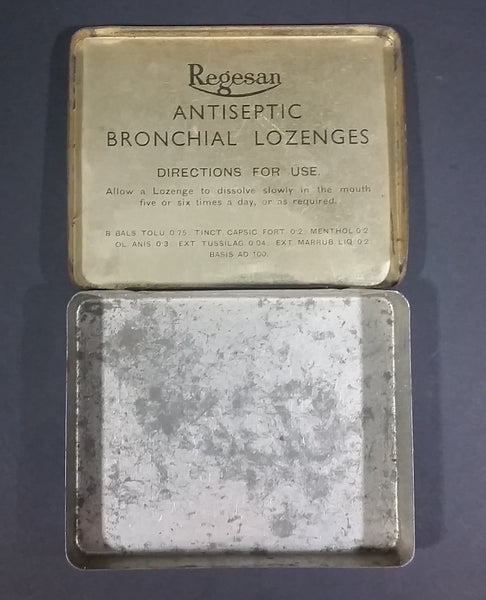 Regesan
ANTISEPTIC
BRONCHIAL LOZENGES
DIRECTIONS FOR USE.
Allow a Lozenge to dissolve slowly in the mouth
five or six times a day, or as required.
B BALS TOLU 0·75, TINCT CAPSIC FORT 0·2, MENTHOL 0·2
OL. ANIS 0·3, EXT TUSSILAG 0·04, EXT MARRUB LIQ 0·2
BASIS AD 100.